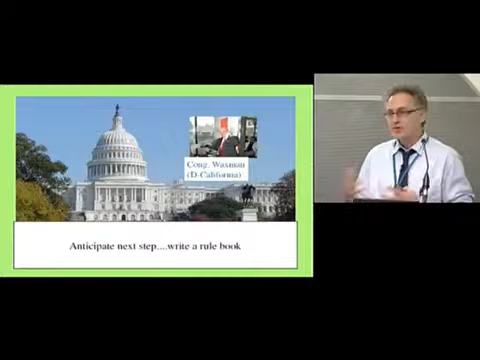 Cong. Waxman
(D-California)
Anticipate next step....write a rule book